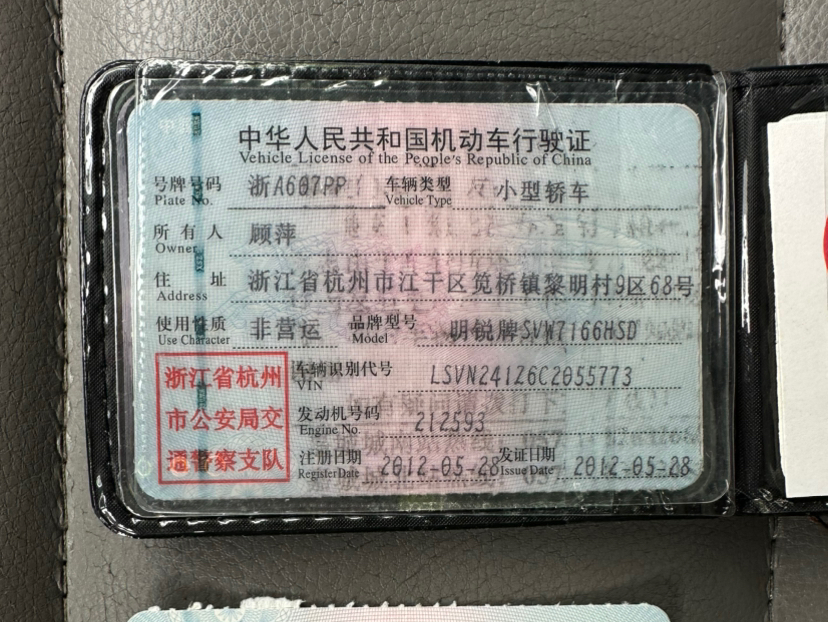 中华人民共和国机动车行驶证
Vehicle License of the People's Republic of China
号牌号码 浙A607PP 车辆类型 小型轿车
Plate No. Vehicle Type
所有人 顾萍
Owner
住址 浙江省杭州市江干区笕桥镇黎明村9区68号
Address
使用性质 非营运 品牌型号 明锐牌SVW7166HSD
Use Character Model
浙江省杭州
市公安局交
通警察支队
车辆识别代号 LSVN241Z6C2055773
VIN
发动机号码 212593
Engine No.
注册日期 2012-05-28 发证日期 2012-05-28
Register Date Issue Date